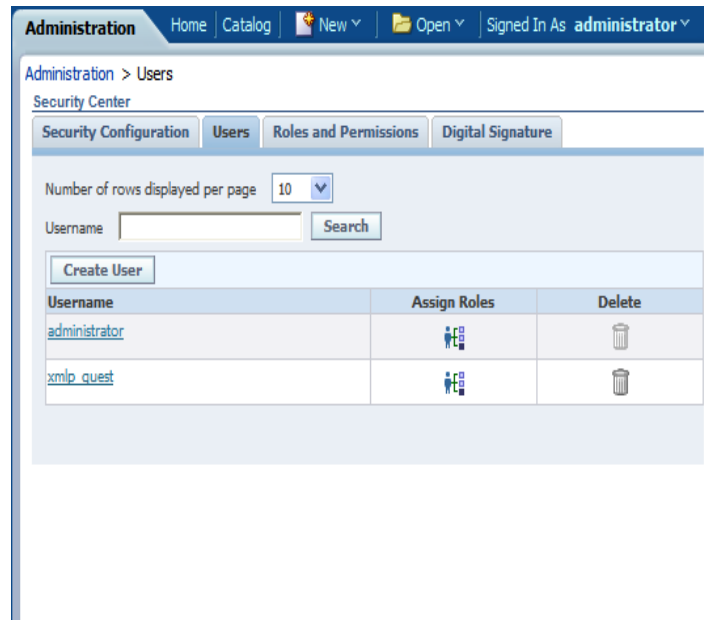 Administration Home Catalog New Open Signed In As administrator
Administration > Users
Security Center
Security Configuration Users Roles and Permissions Digital Signature
Number of rows displayed per page 10
Username Search
Create User
Username Assign Roles Delete
administrator
xmlp_guest